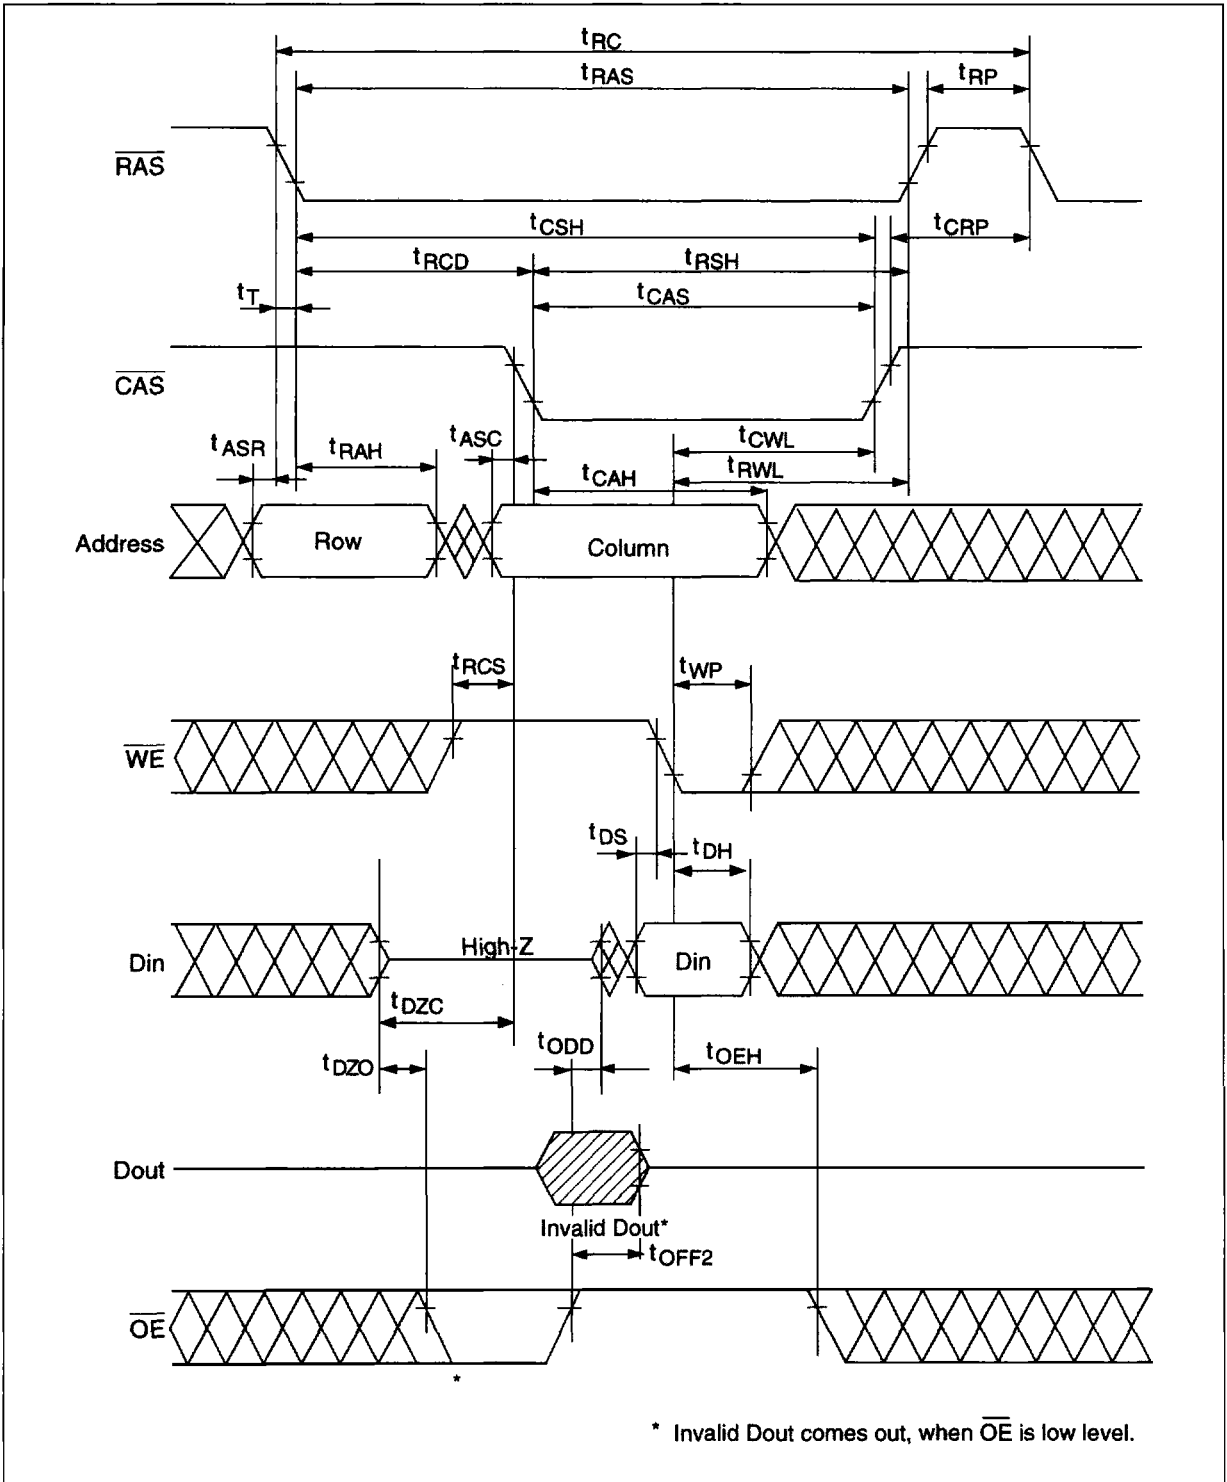 tRC
tRAS
tRP
RAS
tCSH
tCRP
tRCD
tRSH
tT
tCAS
CAS
tASR
tRAH
tASC
tCWL
tRWL
tCAH
Address
Row
Column
tRCS
tWP
WE
tDS
tDH
Din
High-Z
Din
tDZC
tODD
tDZO
tOEH
Dout
Invalid Dout*
tOFF2
OE
*
* Invalid Dout comes out, when OE is low level.